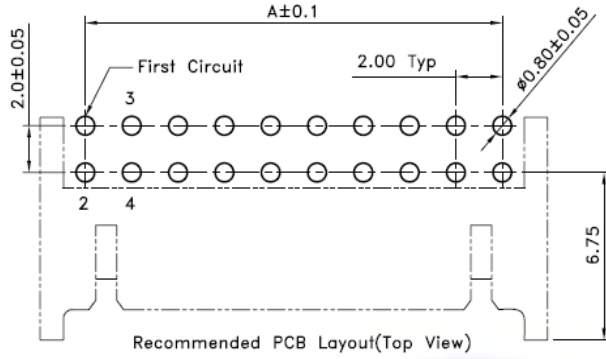 A±0.1
2.0±0.05
First Circuit
2.00 Typ
ø0.80±0.05
3
2
4
6.75
Recommended PCB Layout(Top View)